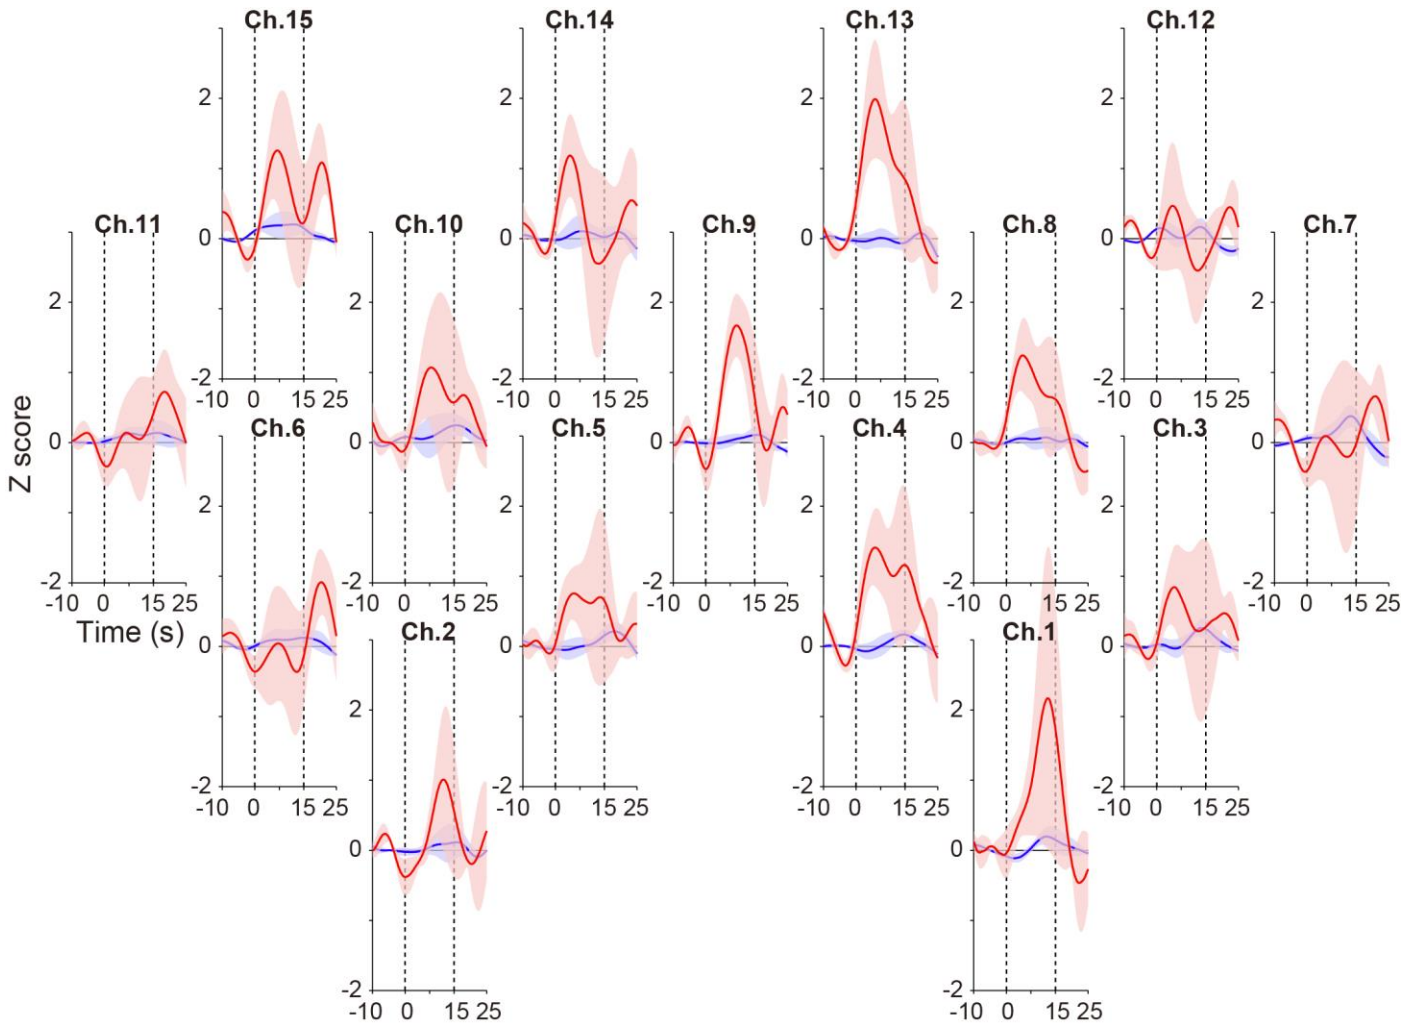 Ch.15 Ch.14 Ch.13 Ch.12
2 2 2 2
Ch.11 Ch.10 Ch.9 Ch.8 Ch.7
0 0 0 0
2 2 2 2 2
-2 -2 -2 -2
-10 0 15 25 -10 0 15 25 -10 0 15 25 -10 0 15 25
Ch.6 Ch.5 Ch.4 Ch.3
Z score
0 0 0 0 0
2 2 2 2
-2 -2 -2 -2 -2
-10 0 15 25 -10 0 15 25 -10 0 15 25 -10 0 15 25 -10 0 15 25
Time (s)
Ch.2 Ch.1
0 0 0 0
2 2
-2 -2 -2 -2
-10 0 15 25 -10 0 15 25 -10 0 15 25 -10 0 15 25
0 0
-2 -2
-10 0 15 25 -10 0 15 25